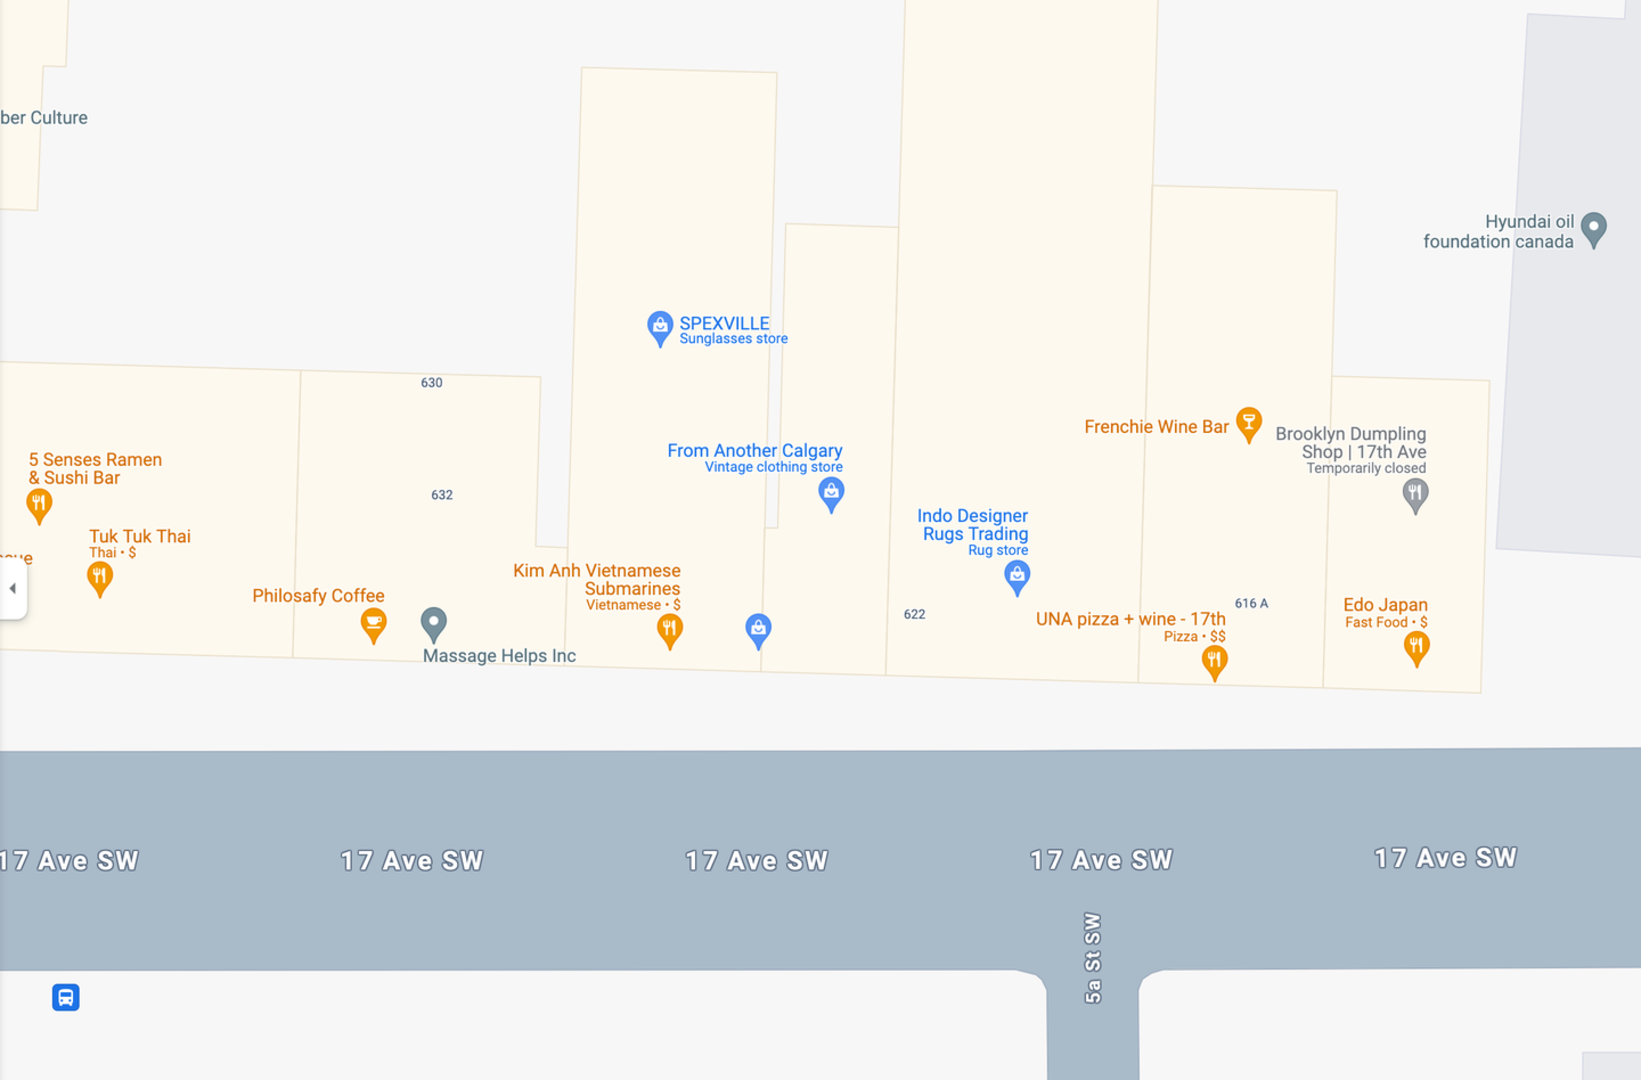 ber Culture
Hyundai oil
foundation canada
SPEXVILLE
Sunglasses store
630
Frenchie Wine Bar
Brooklyn Dumpling
Shop | 17th Ave
Temporarily closed
From Another Calgary
Vintage clothing store
5 Senses Ramen
& Sushi Bar
632
Indo Designer
Rugs Trading
Rug store
Tuk Tuk Thai
Thai • $
Kim Anh Vietnamese
Submarines
Vietnamese • $
Philosafy Coffee
Massage Helps Inc
622
616 A
UNA pizza + wine - 17th
Pizza • $$
Edo Japan
Fast Food • $
17 Ave SW
17 Ave SW
17 Ave SW
17 Ave SW
17 Ave SW
5a St SW